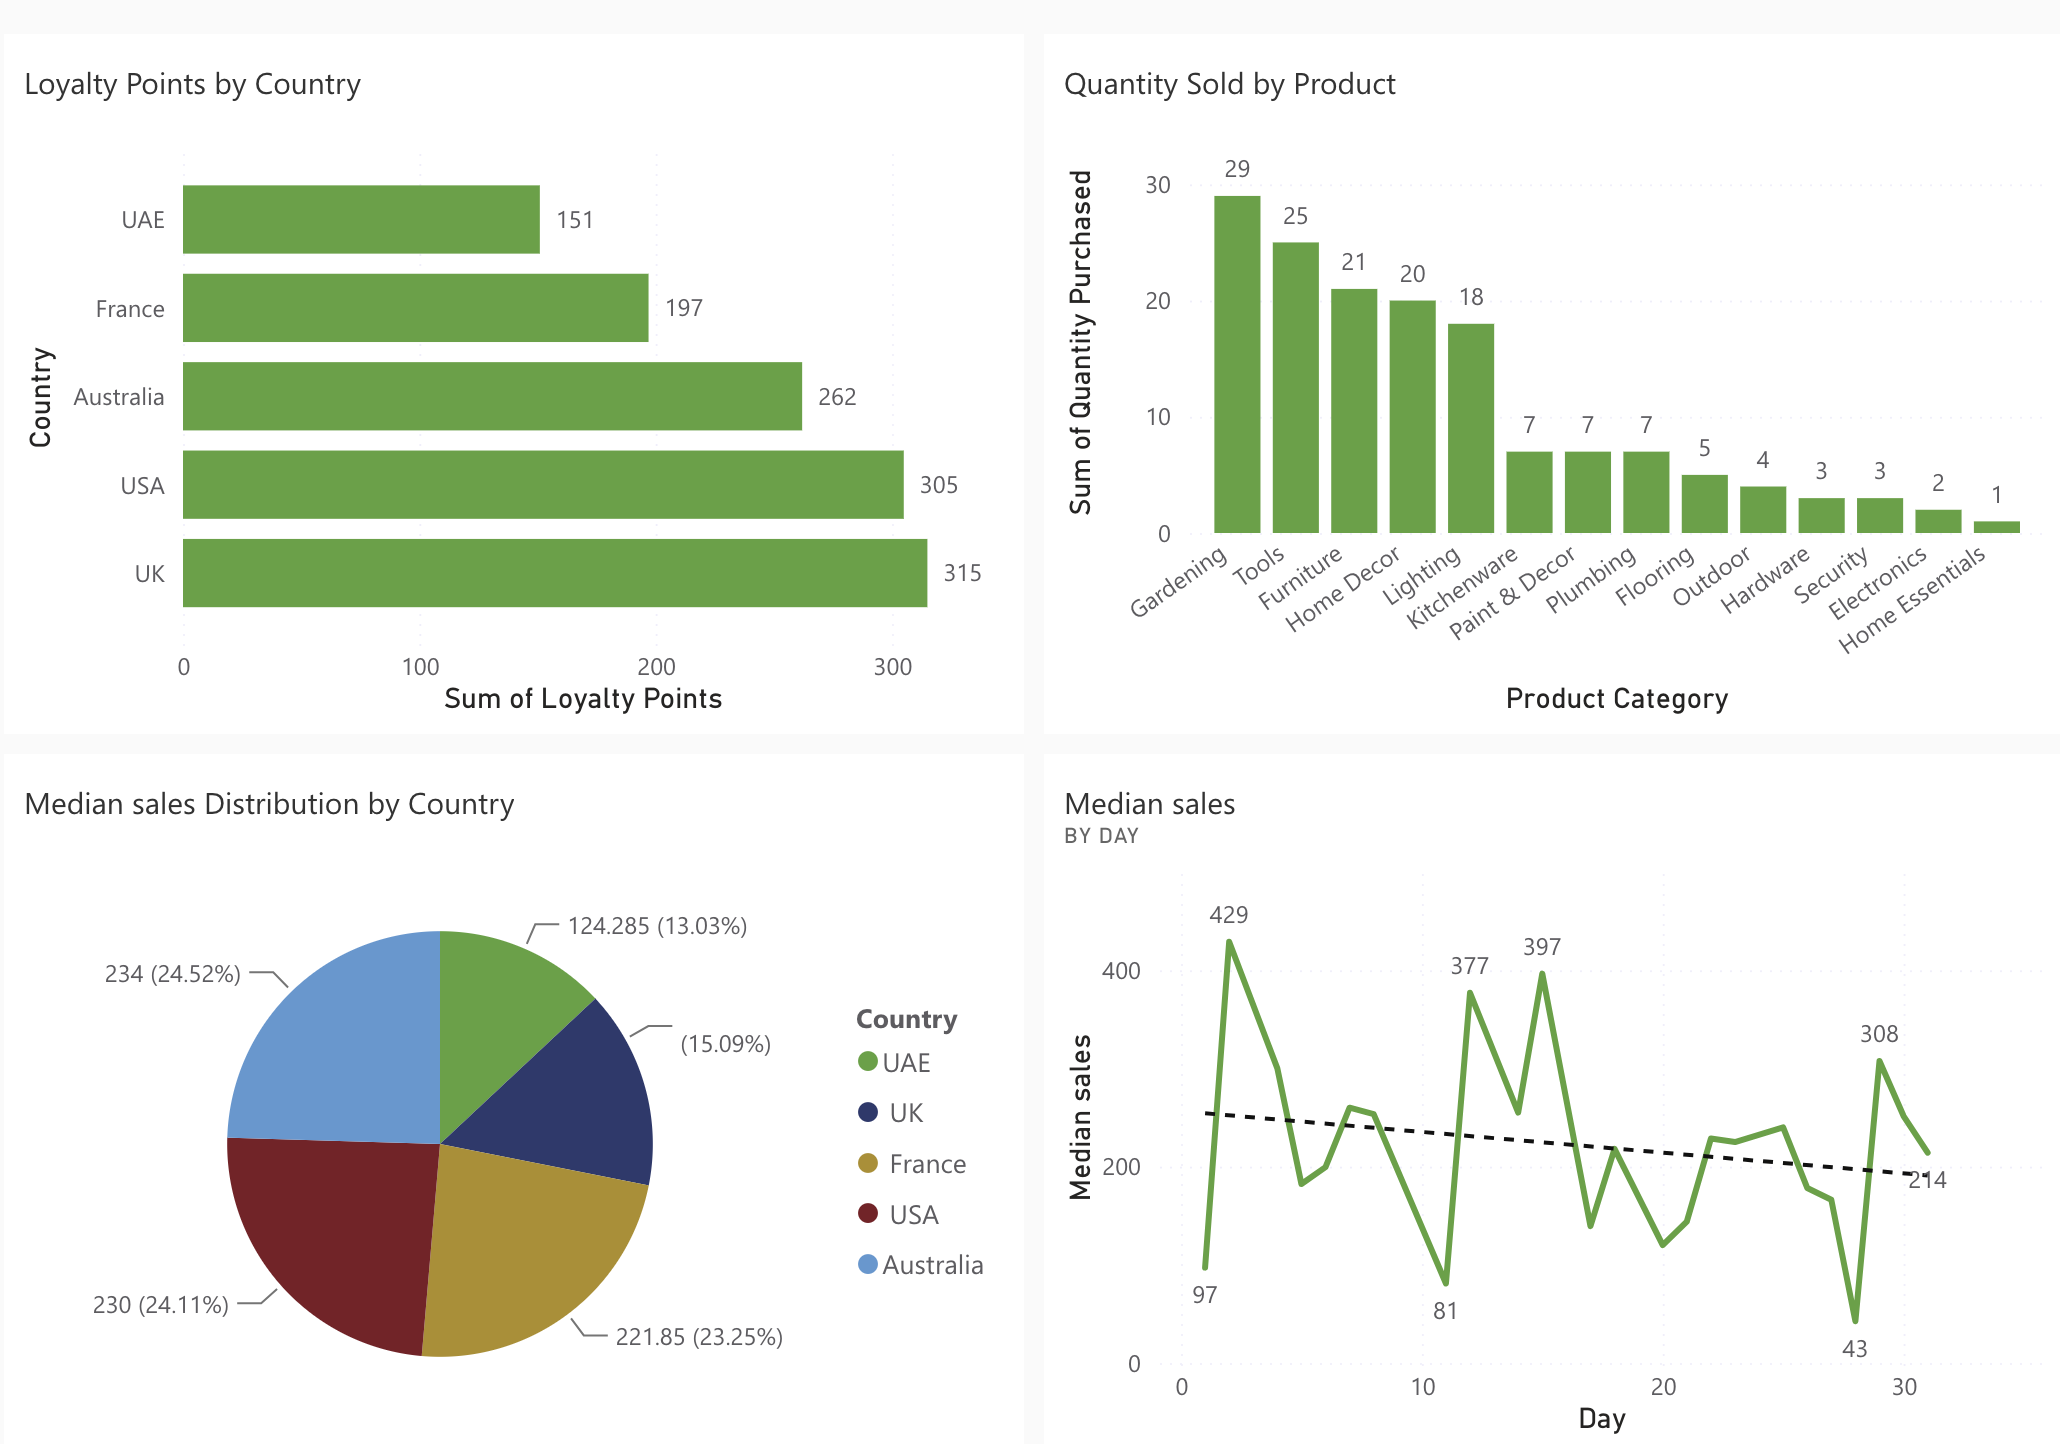 Loyalty Points by Country
Country
UAE
151
France
197
Australia
262
USA
305
UK
315
0 100 200 300
Sum of Loyalty Points
Quantity Sold by Product
Sum of Quantity Purchased
30
20
10
0
29 25 21 20 18 7 7 7 5 4 3 3 2 1
Gardening
Tools
Furniture
Home Decor
Lighting
Kitchenware
Paint & Decor
Plumbing
Flooring
Outdoor
Hardware
Security
Electronics
Home Essentials
Product Category
Median sales Distribution by Country
124.285 (13.03%)
(15.09%)
221.85 (23.25%)
230 (24.11%)
234 (24.52%)
Country
UAE
UK
France
USA
Australia
Median sales
BY DAY
Median sales
400
200
0
97
429
81
377
397
43
308
214
0 10 20 30
Day